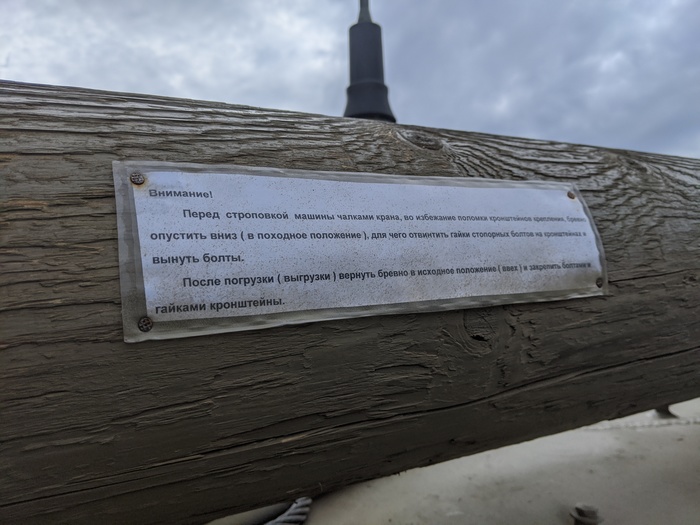 Внимание!
Перед строповкой машины чалками крана, во избежание поломки кронштейнов крепления, бревно
опустить вниз ( в походное положение ), для чего отвинтить гайки стопорных болтов на кронштейнах и
вынуть болты.
После погрузки ( выгрузки ) вернуть бревно в исходное положение ( вверх ) и закрепить болтами и
гайками кронштейны.